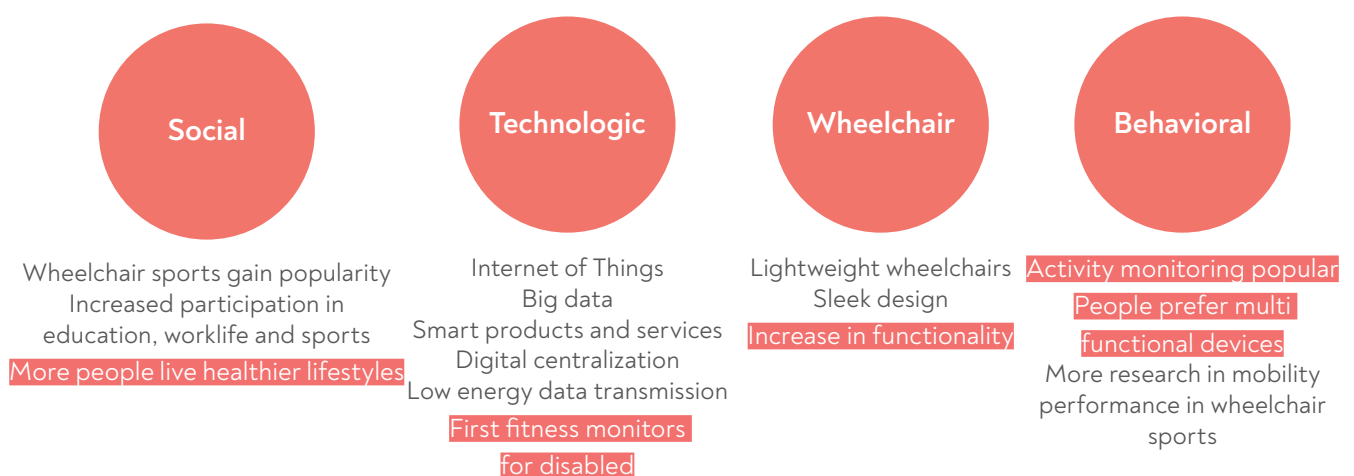 Social
Wheelchair sports gain popularity
Increased participation in
education, worklife and sports
More people live healthier lifestyles
Technologic
Internet of Things
Big data
Smart products and services
Digital centralization
Low energy data transmission
First fitness monitors
for disabled
Wheelchair
Lightweight wheelchairs
Sleek design
Increase in functionality
Behavioral
Activity monitoring popular
People prefer multi
functional devices
More research in mobility
performance in wheelchair
sports